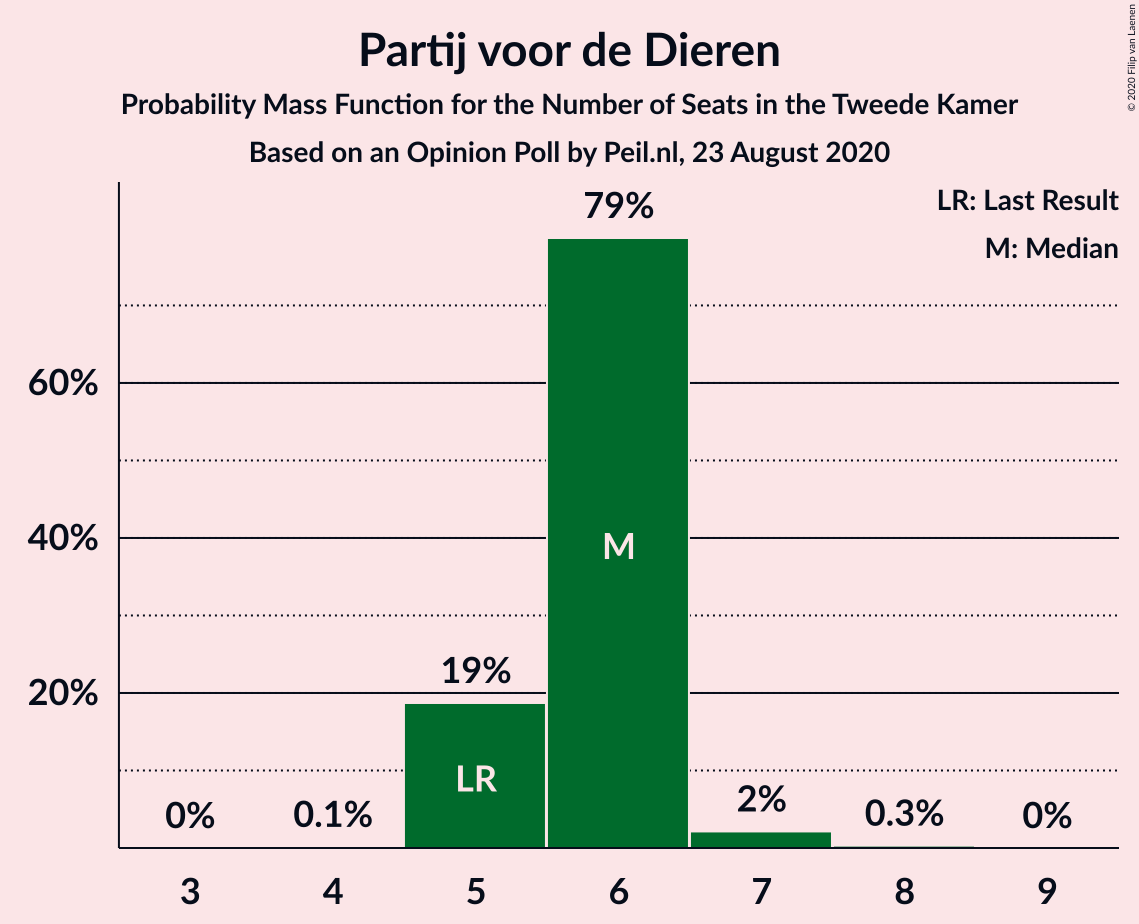 Partij voor de Dieren
Probability Mass Function for the Number of Seats in the Tweede Kamer
Based on an Opinion Poll by Peil.nl, 23 August 2020
© 2020 Filip van Laenen
LR: Last Result
M: Median
79%
60%
40%
20%
M
19%
LR
0%
0.1%
2%
0.3%
0%
3
4
5
6
7
8
9